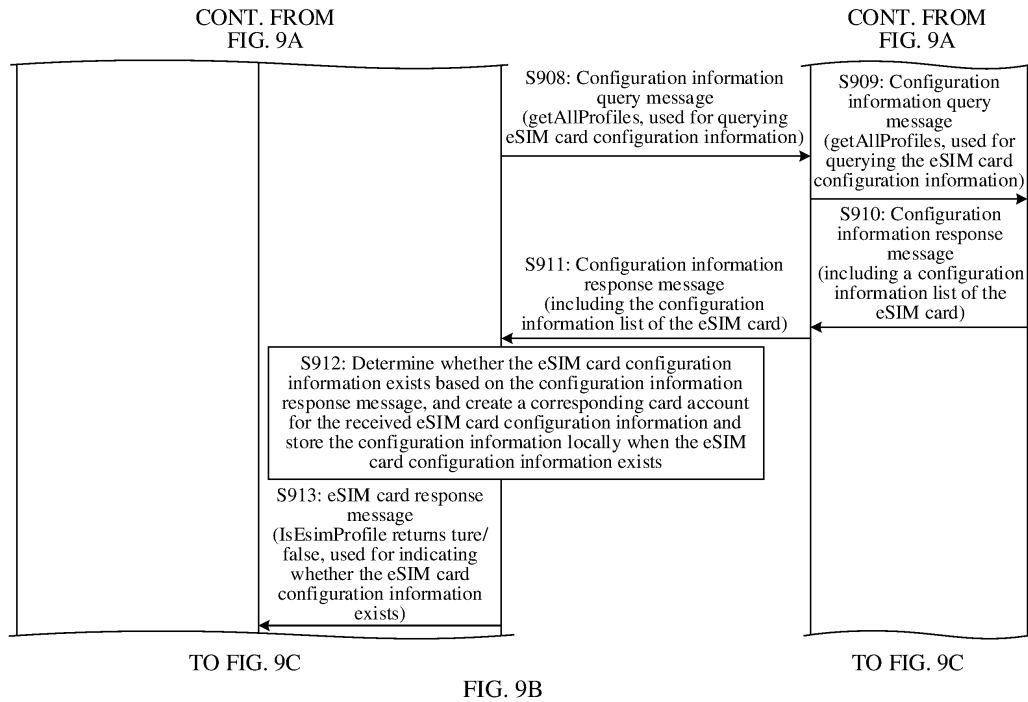 CONT. FROM
FIG. 9A
CONT. FROM
FIG. 9A
S908: Configuration information
query message
(getAllProfiles, used for querying
eSIM card configuration information)
S909: Configuration
information query
message
(getAllProfiles, used for
querying the eSIM card
configuration information)
S910: Configuration
information response
message
(including a configuration
information list of the
eSIM card)
S911: Configuration information
response message
(including the configuration
information list of the eSIM card)
S912: Determine whether the eSIM card configuration
information exists based on the configuration information
response message, and create a corresponding card account
for the received eSIM card configuration information and
store the configuration information locally when the eSIM
card configuration information exists
S913: eSIM card response
message
(IsEsimProfile returns ture/
false, used for indicating
whether the eSIM card
configuration information
exists)
TO FIG. 9C
TO FIG. 9C
FIG. 9B